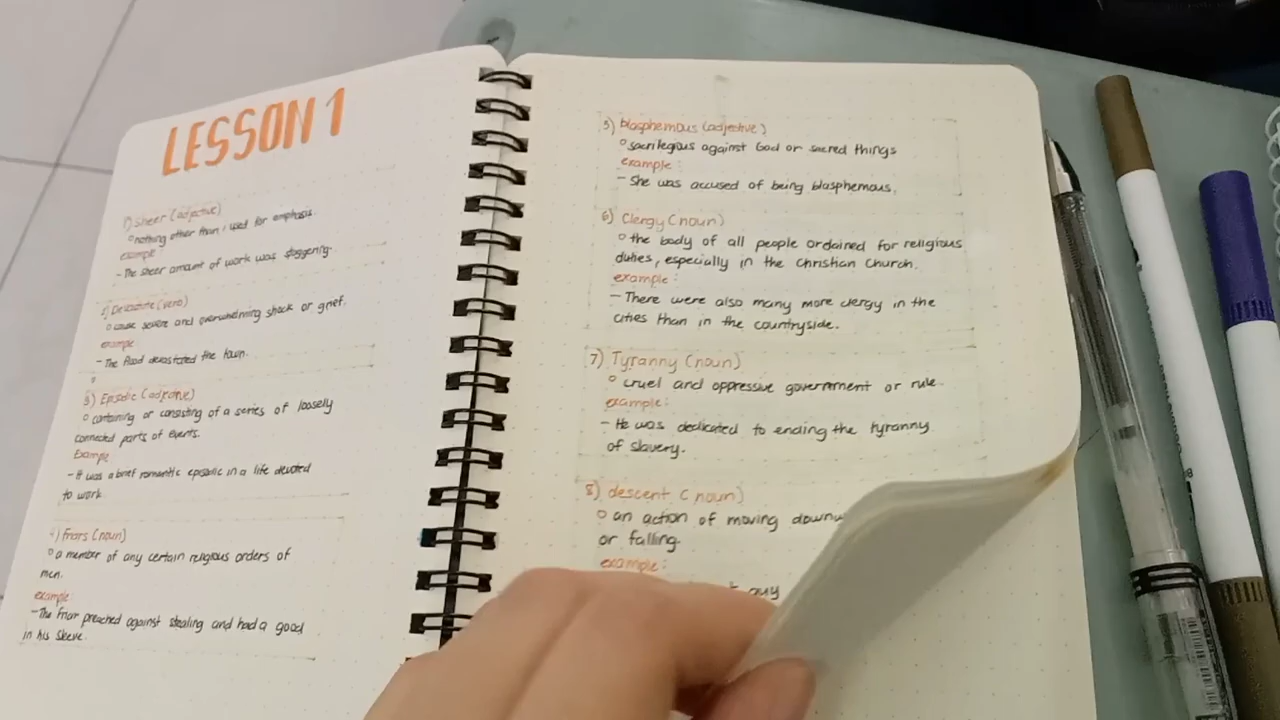 LESSON 1
1) Sheer (adjective)
nothing other than; used for emphasis.
example
- The sheer amount of work was staggering.
2) Devastate (verb)
cause severe and overwhelming shock or grief.
example
- The flood devastated the town.
3) Episodic (adjective)
containing or consisting of a series of loosely
connected parts of events.
Example
- It was a brief romantic episodic in a life devoted
to work.
4) friars (noun)
a member of any certain religious orders of
men.
example:
- The friar preached against stealing and had a good
in his sleeve.
5) blasphemous (adjective)
sacrilegious against God or sacred things
example:
- She was accused of being blasphemous.
6) Clergy (noun)
the body of all people ordained for religious
duties, especially in the Christian Church.
example:
- There were also many more clergy in the
cities than in the countryside.
7) Tyranny (noun)
cruel and oppressive government or rule.
example:
- He was dedicated to ending the tyranny
of slavery.
8) descent (noun)
an action of moving
or falling.
example: